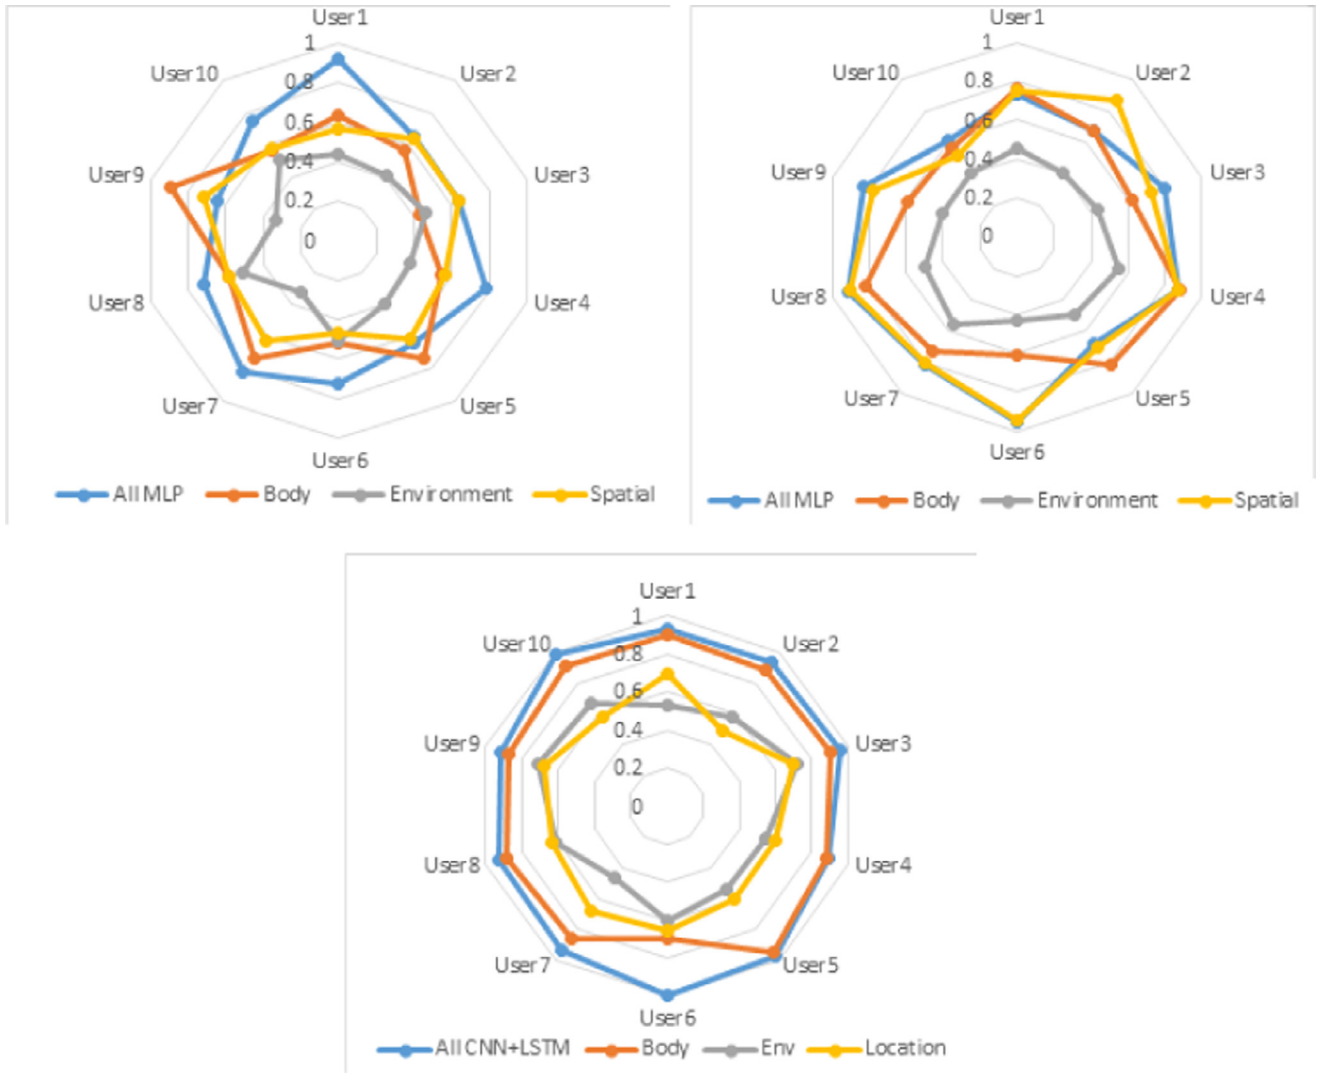 User1
1
User10
User2
0.8
0.6
0.4
User9
User3
0.2
0
User8
User4
User7
User5
User6
All MLP Body Environment Spatial
User1
1
User10
User2
0.8
0.6
0.4
User9
User3
0.2
0
User8
User4
User7
User5
User6
All MLP Body Environment Spatial
User1
1
User10
User2
0.8
0.6
0.4
User9
User3
0.2
0
User8
User4
User7
User5
User6
All CNN+LSTM Body Env Location